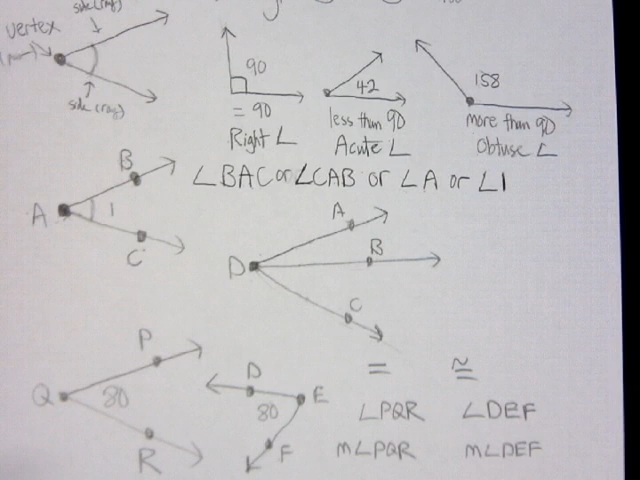 side (ray)
vertex
side (ray)
90
= 90
Right ∠
42
less than 90
Acute ∠
158
more than 90
Obtuse ∠
A B C 1
∠BAC or ∠CAB or ∠A or ∠1
D A B C
Q P R 80
D E F 80
= ≅
∠PQR ∠DEF
m∠PQR m∠DEF